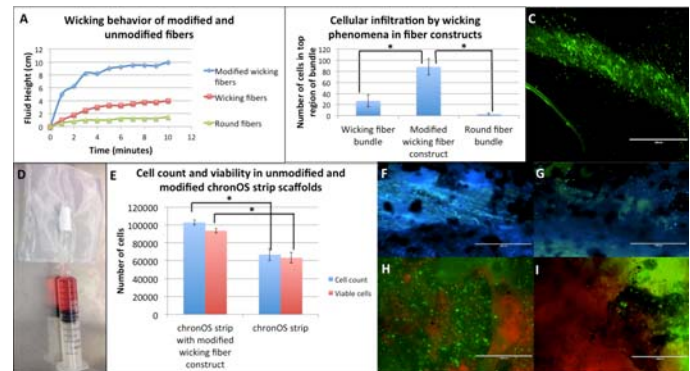 A
Wicking behavior of modified and
unmodified fibers
Fluid Height (cm)
12
10
8
6
4
2
0
0
5
10
15
Time (minutes)
Modified wicking
fibers
Wicking fibers
Round fibers
Cellular infiltration by wicking
phenomena in fiber constructs
Number of cells in top
region of bundle
120
100
80
60
40
20
0
*
*
Wicking fiber
bundle
Modified
wicking fiber
construct
Round fiber
bundle
C
D
E
Cell count and viability in unmodified and
modified chronOS strip scaffolds
Number of cells
120000
100000
80000
60000
40000
20000
0
*
*
chronOS strip
with modified
wicking fiber
construct
chronOS strip
Cell count
Viable cells
F
G
H
I